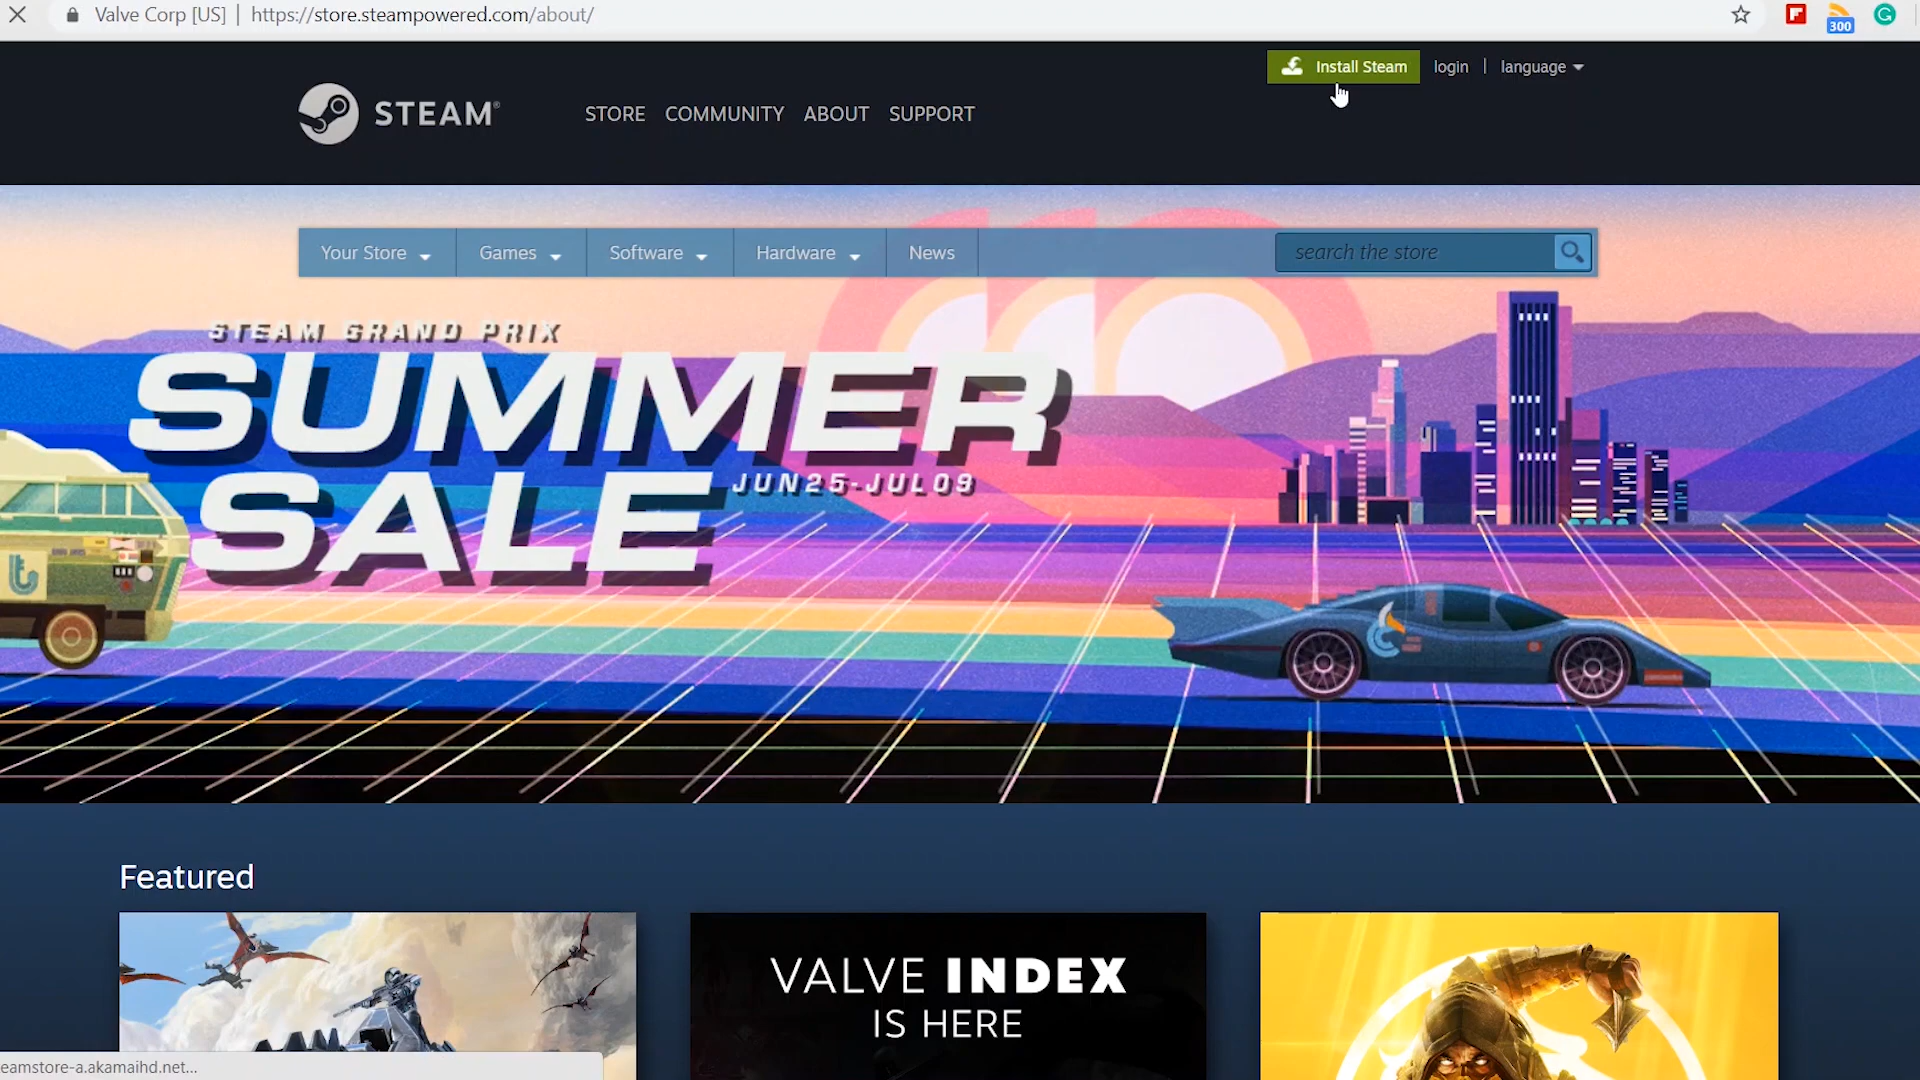 Valve Corp [US] | https://store.steampowered.com/about/
300
Install Steam
login | language
STEAM®
STORE COMMUNITY ABOUT SUPPORT
Your Store Games Software Hardware News
search the store
STEAM GRAND PRIX
SUMMER
SALE
JUN25-JUL09
Featured
VALVE INDEX
IS HERE
eamstore-a.akamaihd.net...